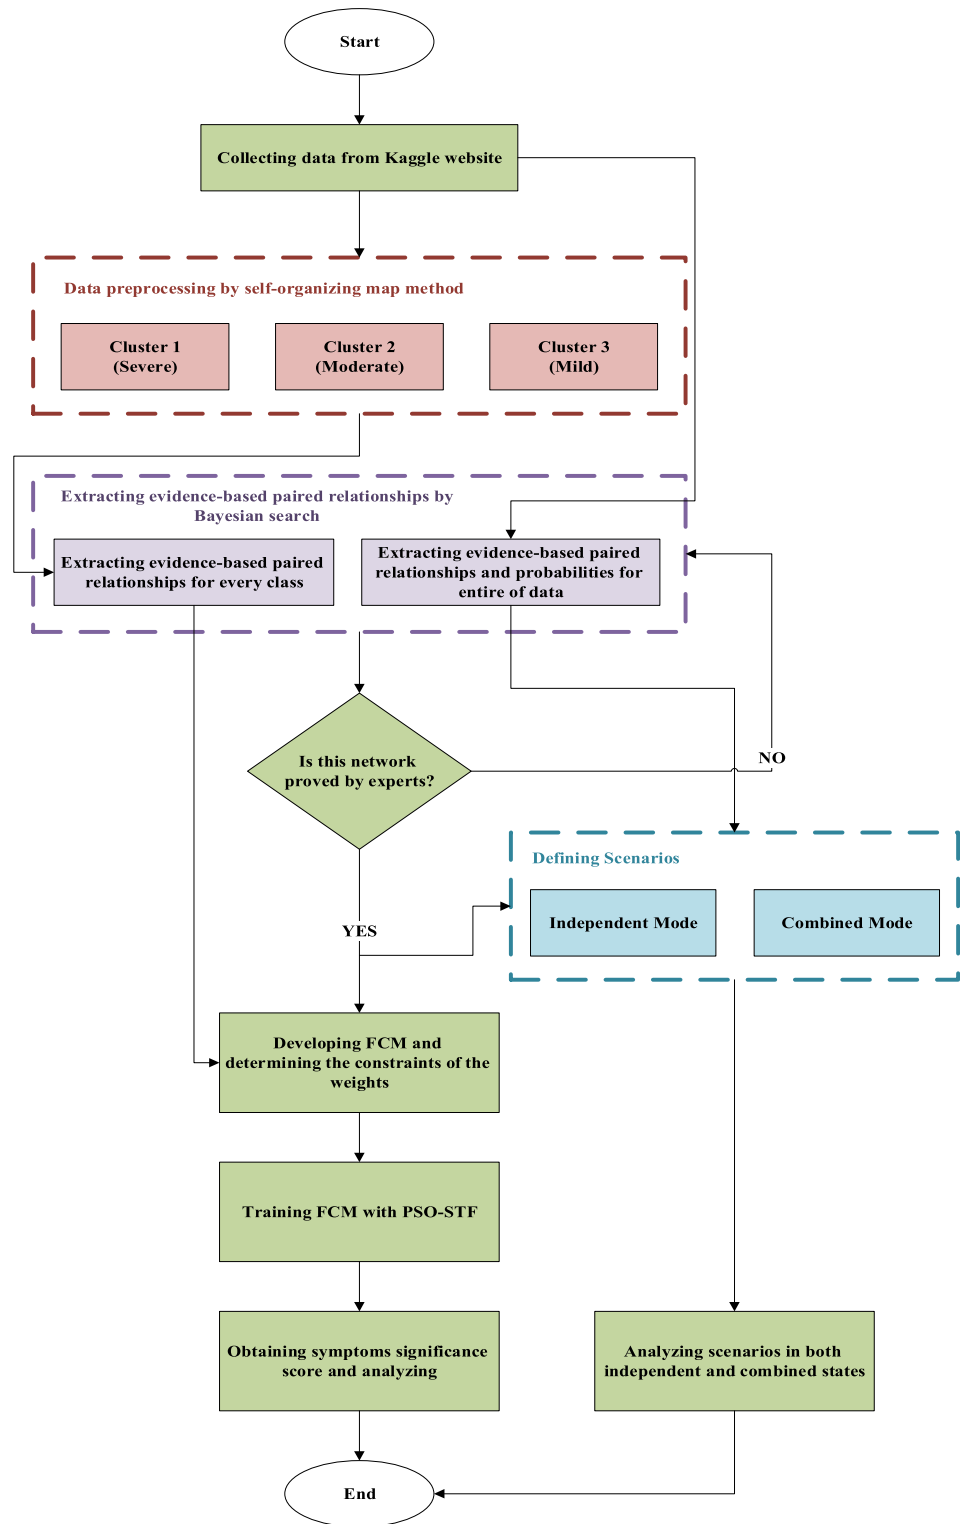 Start
Collecting data from Kaggle website
Data preprocessing by self-organizing map method
Cluster 1
(Severe)
Cluster 2
(Moderate)
Cluster 3
(Mild)
Extracting evidence-based paired relationships by
Bayesian search
Extracting evidence-based paired
relationships for every class
Extracting evidence-based paired
relationships and probabilities for
entire of data
Is this network
proved by experts?
NO
YES
Defining Scenarios
Independent Mode
Combined Mode
Developing FCM and
determining the constraints of the
weights
Training FCM with PSO-STF
Obtaining symptoms significance
score and analyzing
Analyzing scenarios in both
independent and combined states
End